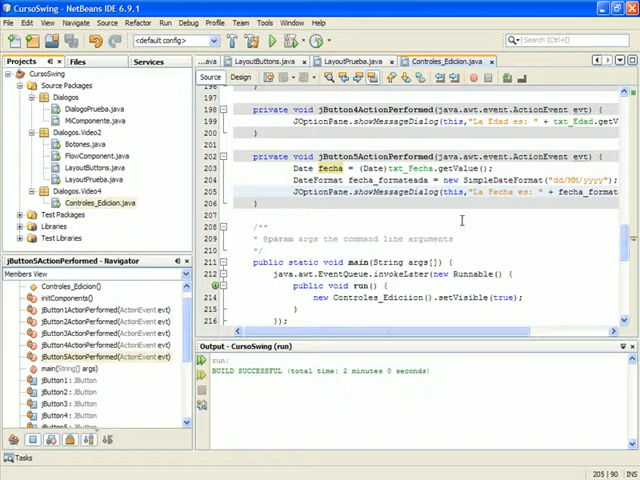 CursoSwing - NetBeans IDE 6.9.1
File Edit View Navigate Source Refactor Run Debug Profile Team Tools Window Help
<default config>
Search (Ctrl+I)
Projects Files Services
...ava LayoutButtons.java LayoutPrueba.java Controles_Edicion.java
Source Design
CursoSwing
Source Packages
Dialogos
DialogoPrueba.java
MiComponente.java
Dialogos.Video2
Botones.java
FlowComponent.java
LayoutButtons.java
LayoutPrueba.java
Dialogos.Video4
Controles_Edicion.java
Test Packages
Libraries
Test Libraries
196
197
198 private void jButton4ActionPerformed(java.awt.event.ActionEvent evt) {
199 JOptionPane.showMessageDialog(this,"La Edad es: " + txt_Edad.getV
200 }
201
202 private void jButton5ActionPerformed(java.awt.event.ActionEvent evt) {
203 Date fecha = (Date)txt_Fecha.getValue();
204 DateFormat fecha_formateada = new SimpleDateFormat("dd/MM/yyyy");
205 JOptionPane.showMessageDialog(this,"La Fecha es: " + fecha_format
206 }
207
208 /**
209 * @param args the command line arguments
210 */
211 public static void main(String args[]) {
212 java.awt.EventQueue.invokeLater(new Runnable() {
public void run() {
214 new Controles_Ediciion().setVisible(true);
215 }
216 });
jButton5ActionPerformed(ActionEvent evt) - Navigator
Members View
Controles_Edicion()
initComponents()
jButton1ActionPerformed(ActionEvent evt)
jButton2ActionPerformed(ActionEvent evt)
jButton3ActionPerformed(ActionEvent evt)
jButton4ActionPerformed(ActionEvent evt)
jButton5ActionPerformed(ActionEvent evt)
main(String[] args)
jButton1 : JButton
jButton2 : JButton
jButton3 : JButton
jButton4 : JButton
jButton5 : JButton
Output - CursoSwing (run)
run:
BUILD SUCCESSFUL (total time: 2 minutes 0 seconds)
Tasks
205 | 90 INS